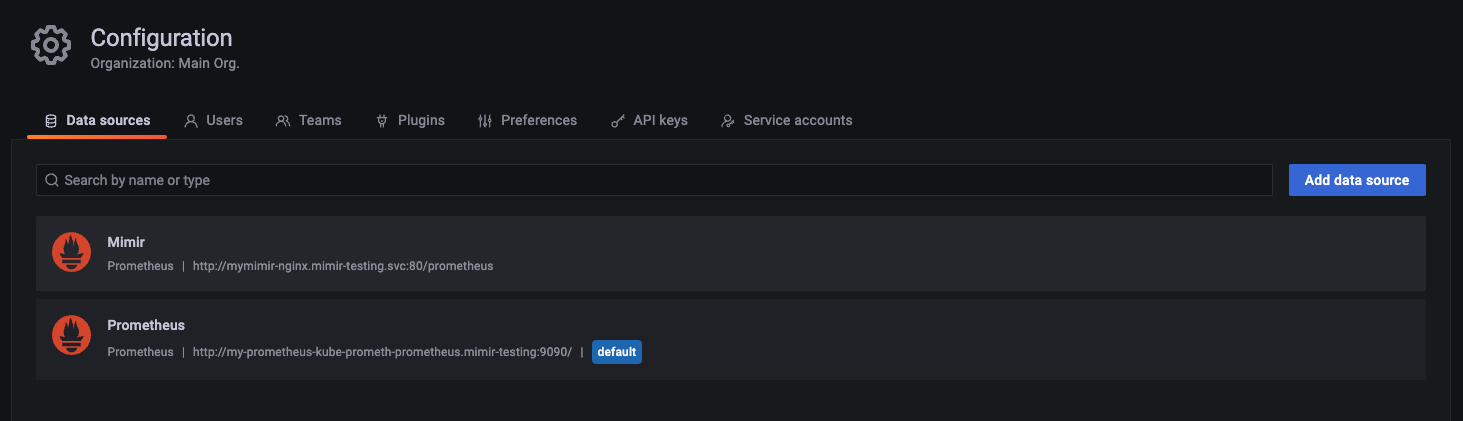 Configuration
Organization: Main Org.
Data sources Users Teams Plugins Preferences API keys Service accounts
Search by name or type Add data source
Mimir
Prometheus | http://mymimir-nginx.mimir-testing.svc:80/prometheus
Prometheus
Prometheus | http://my-prometheus-kube-prometh-prometheus.mimir-testing:9090/ | default